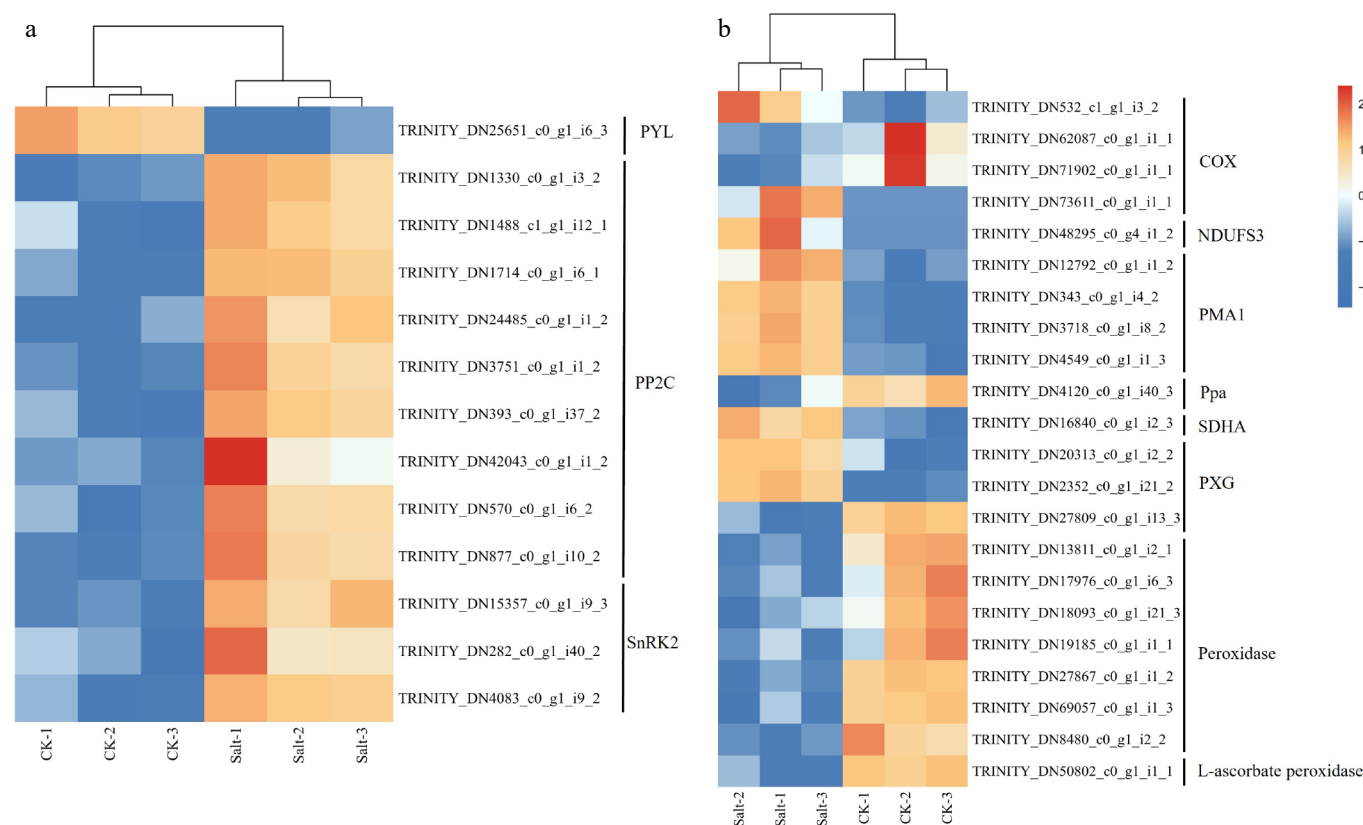 a
TRINITY_DN25651_c0_g1_i6_3
PYL
TRINITY_DN1330_c0_g1_i3_2
TRINITY_DN1488_c1_g1_i12_1
TRINITY_DN1714_c0_g1_i6_1
TRINITY_DN24485_c0_g1_i1_2
TRINITY_DN3751_c0_g1_i1_2
TRINITY_DN393_c0_g1_i37_2
TRINITY_DN42043_c0_g1_i1_2
TRINITY_DN570_c0_g1_i6_2
TRINITY_DN877_c0_g1_i10_2
PP2C
TRINITY_DN15357_c0_g1_i9_3
TRINITY_DN282_c0_g1_i40_2
TRINITY_DN4083_c0_g1_i9_2
SnRK2
CK-1
CK-2
CK-3
Salt-1
Salt-2
Salt-3
b
TRINITY_DN532_c1_g1_i3_2
TRINITY_DN62087_c0_g1_i1_1
TRINITY_DN71902_c0_g1_i1_1
TRINITY_DN73611_c0_g1_i1_1
COX
TRINITY_DN48295_c0_g4_i1_2
NDUFS3
TRINITY_DN12792_c0_g1_i1_2
TRINITY_DN343_c0_g1_i4_2
TRINITY_DN3718_c0_g1_i8_2
TRINITY_DN4549_c0_g1_i1_3
PMA1
TRINITY_DN4120_c0_g1_i40_3
Ppa
TRINITY_DN16840_c0_g1_i2_3
SDHA
TRINITY_DN20313_c0_g1_i2_2
TRINITY_DN2352_c0_g1_i21_2
TRINITY_DN27809_c0_g1_i13_3
PXG
TRINITY_DN13811_c0_g1_i2_1
TRINITY_DN17976_c0_g1_i6_3
TRINITY_DN18093_c0_g1_i21_3
TRINITY_DN19185_c0_g1_i1_1
TRINITY_DN27867_c0_g1_i1_2
TRINITY_DN69057_c0_g1_i1_3
TRINITY_DN8480_c0_g1_i2_2
Peroxidase
TRINITY_DN50802_c0_g1_i1_1
L-ascorbate peroxidase
Salt-2
Salt-1
Salt-3
CK-1
CK-2
CK-3
2
1
0